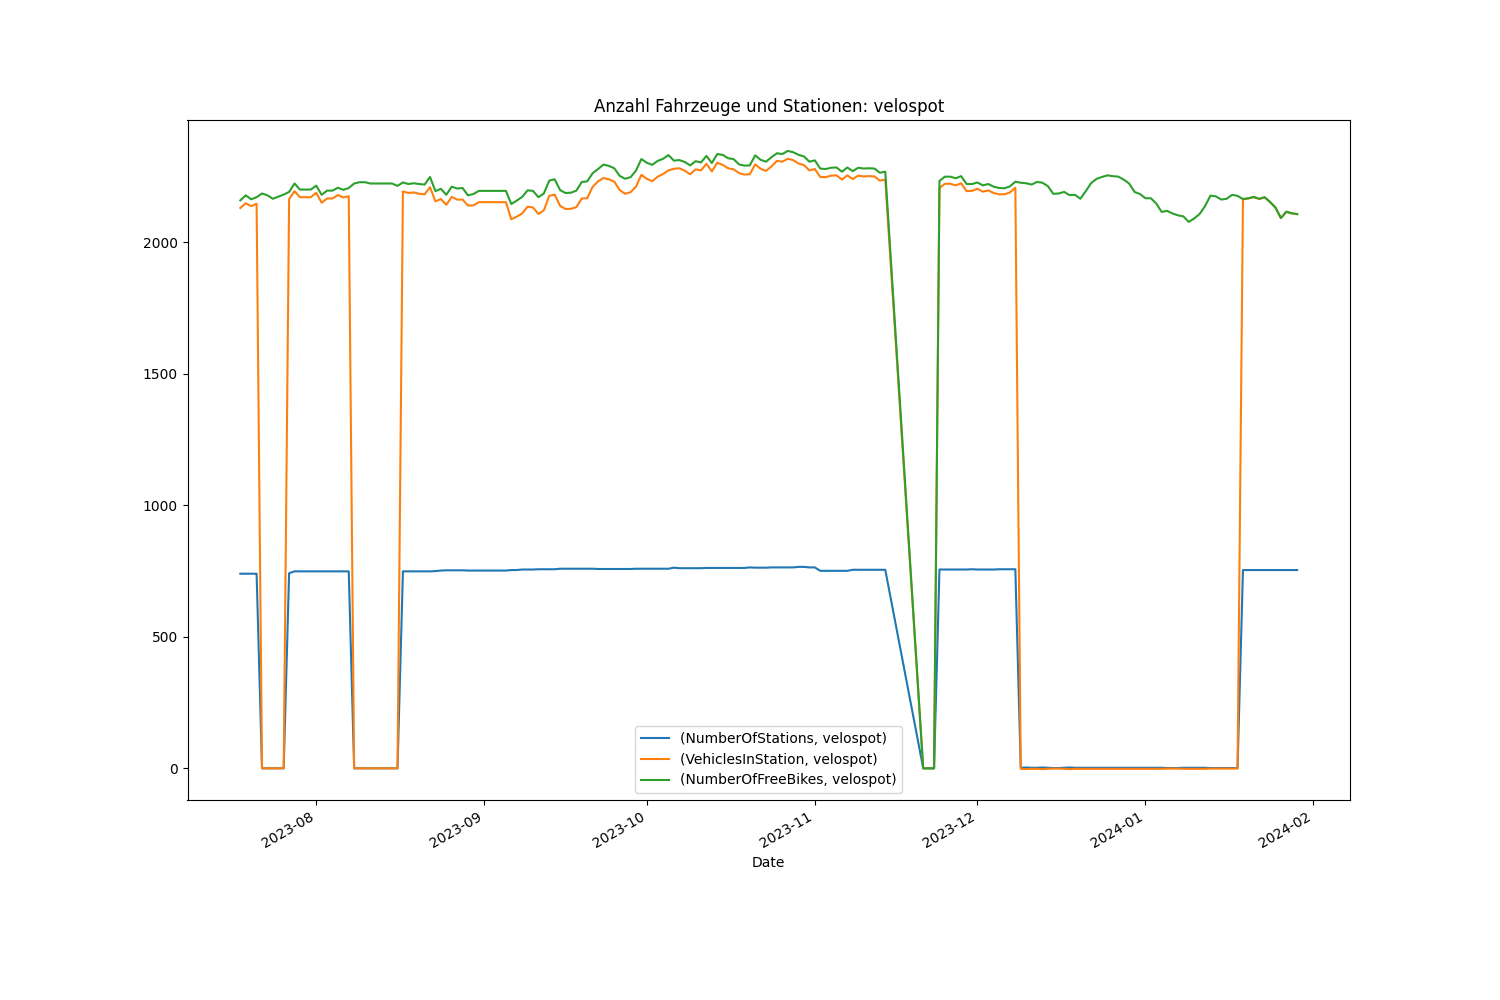 Anzahl Fahrzeuge und Stationen: velospot
2000
1500
1000
500
0
(NumberOfStations, velospot)
(VehiclesInStation, velospot)
(NumberOfFreeBikes, velospot)
2023-08
2023-09
2023-10
2023-11
2023-12
2024-01
2024-02
Date